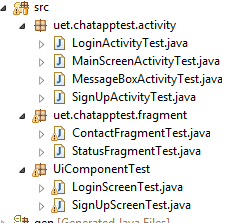 src
uet.chatapptest.activity
LoginActivityTest.java
MainScreenActivityTest.java
MessageBoxActivityTest.java
SignUpActivityTest.java
uet.chatapptest.fragment
ContactFragmentTest.java
StatusFragmentTest.java
UiComponentTest
LoginScreenTest.java
SignUpScreenTest.java
gen [Generated Java Files]